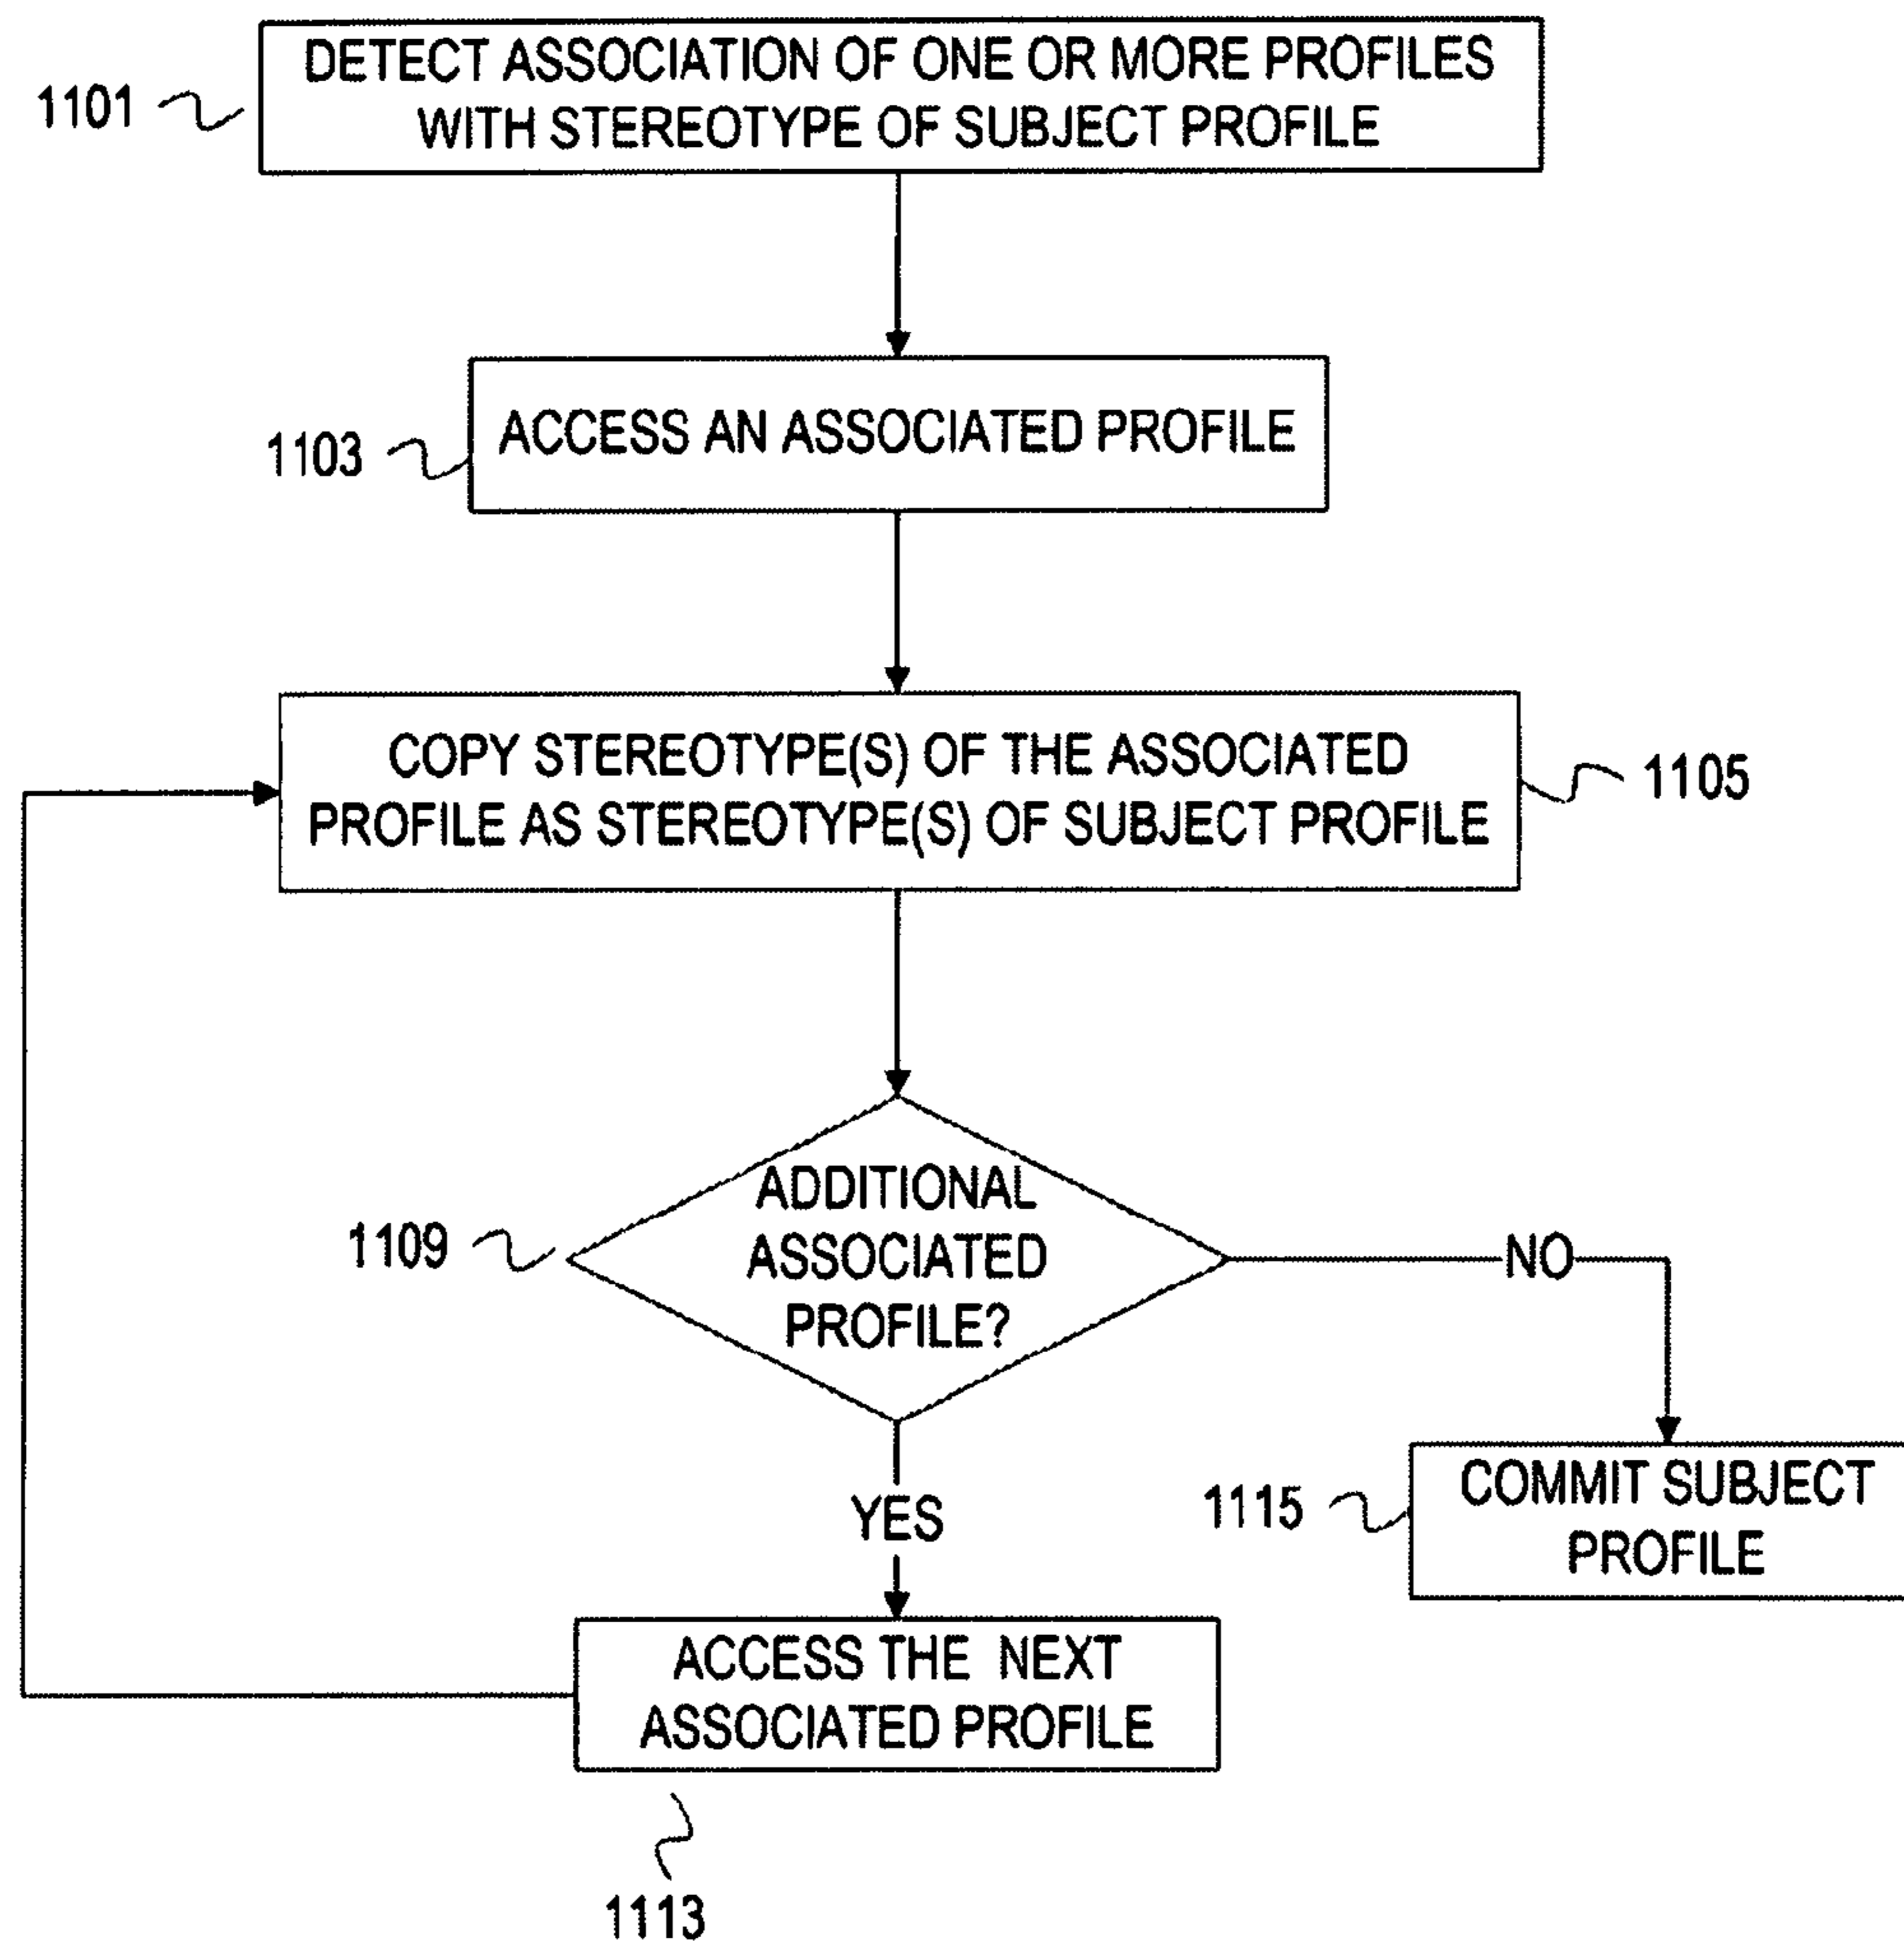 DETECT ASSOCIATION OF ONE OR MORE PROFILES
WITH STEREOTYPE OF SUBJECT PROFILE
1101
ACCESS AN ASSOCIATED PROFILE
1103
COPY STEREOTYPE(S) OF THE ASSOCIATED
PROFILE AS STEREOTYPE(S) OF SUBJECT PROFILE
1105
ADDITIONAL
ASSOCIATED
PROFILE?
1109
NO
YES
COMMIT SUBJECT
PROFILE
1115
ACCESS THE NEXT
ASSOCIATED PROFILE
1113